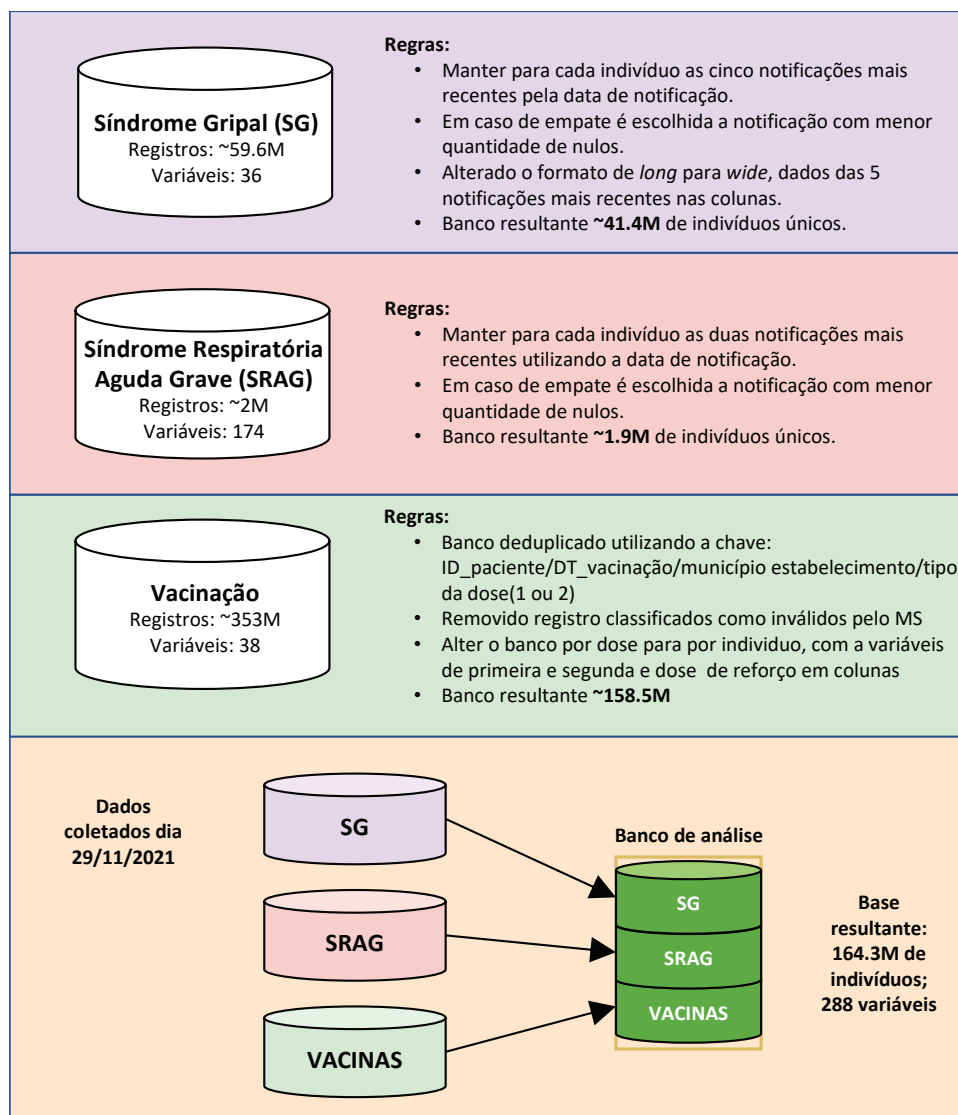 Síndrome Gripal (SG)
Registros: ~59.6M
Variáveis: 36
Regras:
• Manter para cada indivíduo as cinco notificações mais
recentes pela data de notificação.
• Em caso de empate é escolhida a notificação com menor
quantidade de nulos.
• Alterado o formato de long para wide, dados das 5
notificações mais recentes nas colunas.
• Banco resultante ~41.4M de indivíduos únicos.
Síndrome Respiratória
Aguda Grave (SRAG)
Registros: ~2M
Variáveis: 174
Regras:
• Manter para cada indivíduo as duas notificações mais
recentes utilizando a data de notificação.
• Em caso de empate é escolhida a notificação com menor
quantidade de nulos.
• Banco resultante ~1.9M de indivíduos únicos.
Vacinação
Registros: ~353M
Variáveis: 38
Regras:
• Banco deduplicado utilizando a chave:
ID_paciente/DT_vacinação/município estabelecimento/tipo
da dose(1 ou 2)
• Removido registro classificados como inválidos pelo MS
• Alter o banco por dose para por individuo, com a variáveis
de primeira e segunda e dose de reforço em colunas
• Banco resultante ~158.5M
Dados
coletados dia
29/11/2021
SG
SRAG
VACINAS
Banco de análise
SG
SRAG
VACINAS
Base
resultante:
164.3M de
indivíduos;
288 variáveis